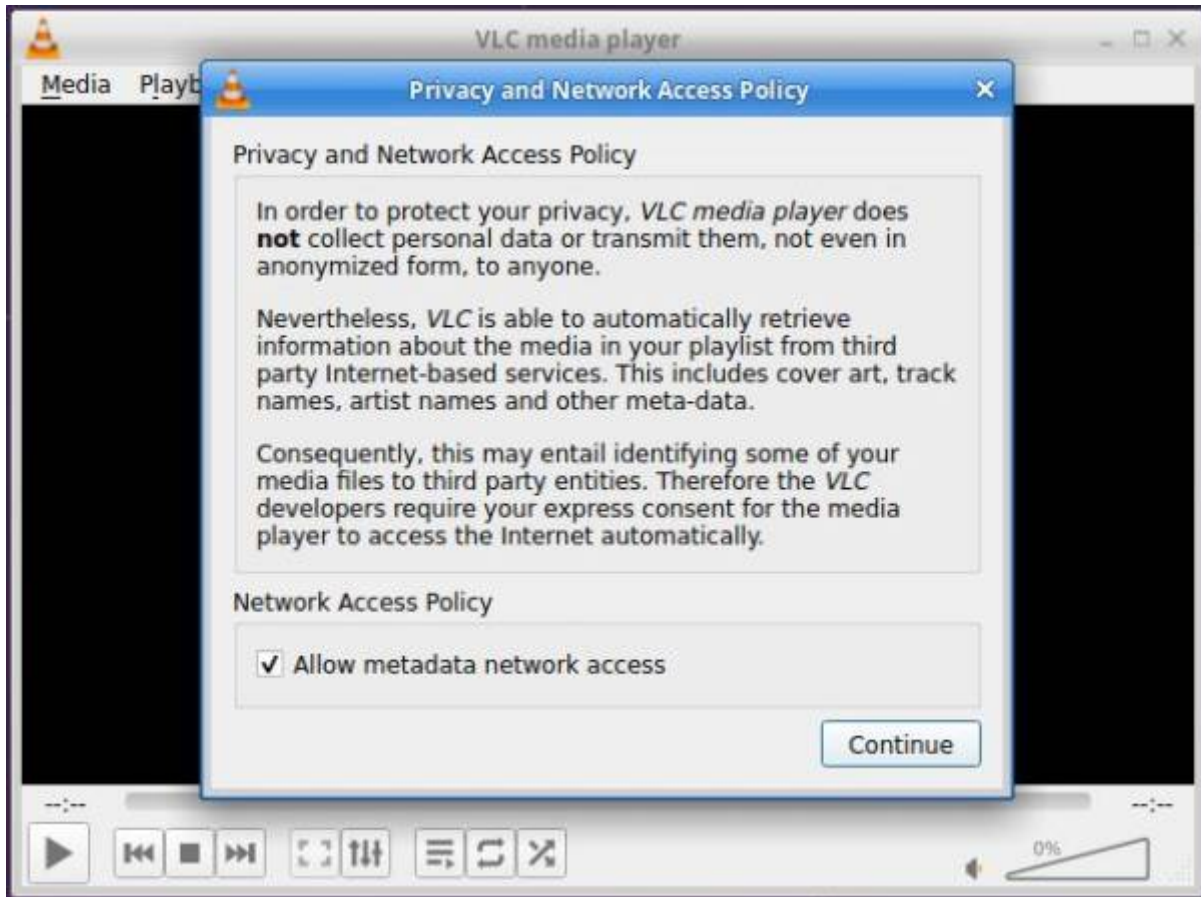 VLC media player
Media Playb
Privacy and Network Access Policy
Privacy and Network Access Policy
In order to protect your privacy, VLC media player does
not collect personal data or transmit them, not even in
anonymized form, to anyone.
Nevertheless, VLC is able to automatically retrieve
information about the media in your playlist from third
party Internet-based services. This includes cover art, track
names, artist names and other meta-data.
Consequently, this may entail identifying some of your
media files to third party entities. Therefore the VLC
developers require your express consent for the media
player to access the Internet automatically.
Network Access Policy
Allow metadata network access
Continue
--:-- --:--
0%